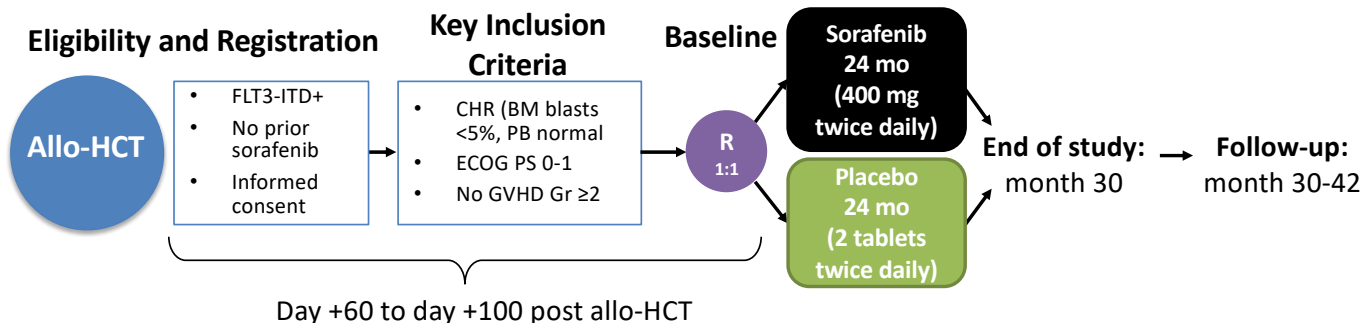 Eligibility and Registration
Key Inclusion
Criteria
Baseline
Allo-HCT
• FLT3-ITD+
• No prior
sorafenib
• Informed
consent
• CHR (BM blasts
<5%, PB normal
• ECOG PS 0-1
• No GVHD Gr ≥2
R
1:1
Sorafenib
24 mo
(400 mg
twice daily)
Placebo
24 mo
(2 tablets
twice daily)
End of study:
month 30
Follow-up:
month 30-42
Day +60 to day +100 post allo-HCT